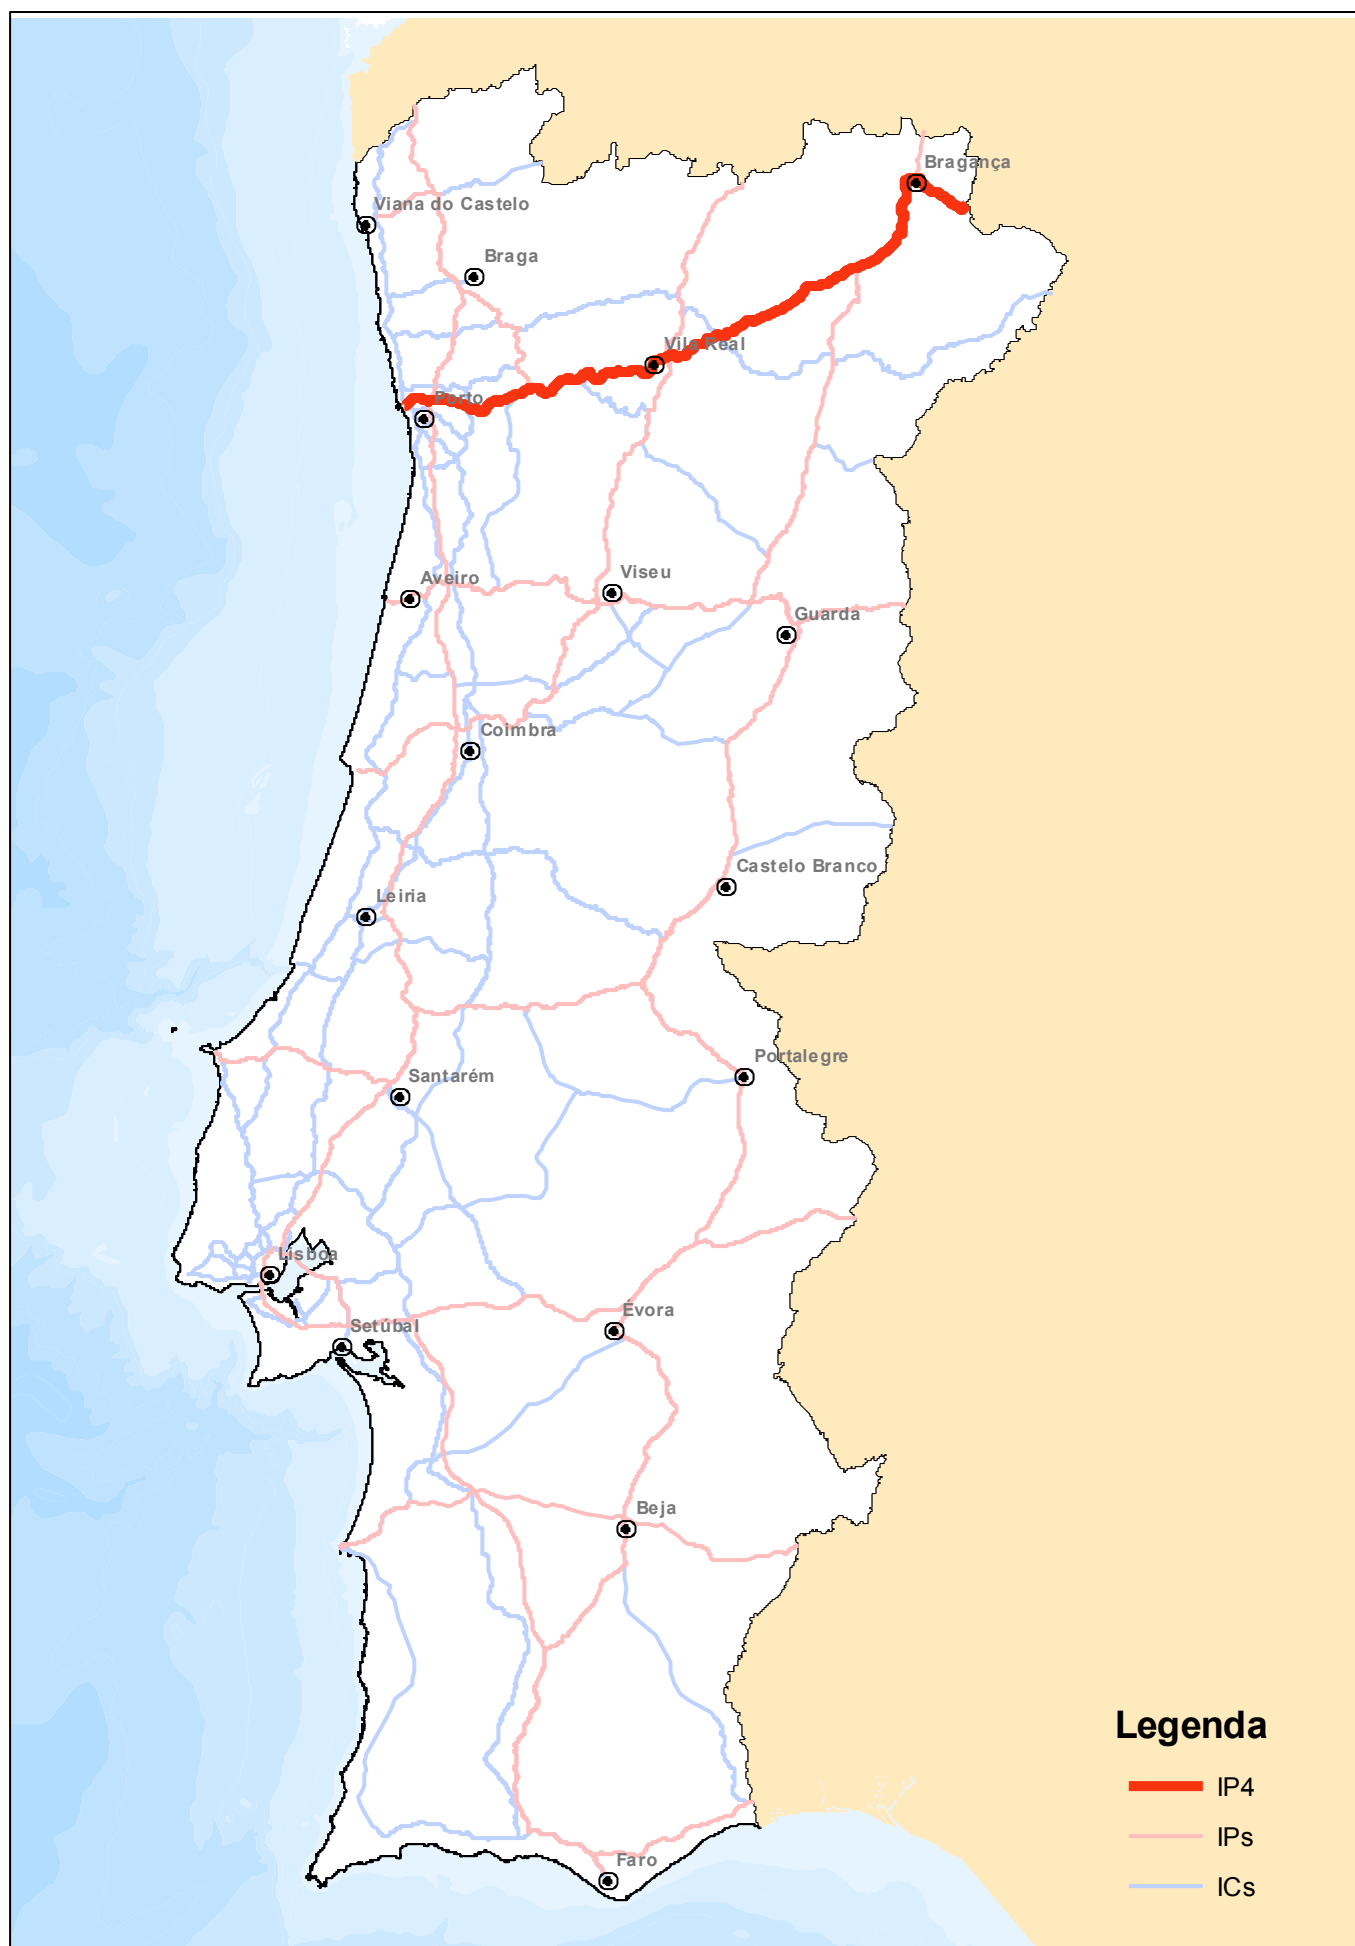 Bragança
Viana do Castelo
Braga
Vila Real
Porto
Aveiro
Viseu
Guarda
Coimbra
Castelo Branco
Leiria
Portalegre
Santarém
Lisboa
Évora
Setúbal
Beja
Faro
Legenda
IP4
IPs
ICs